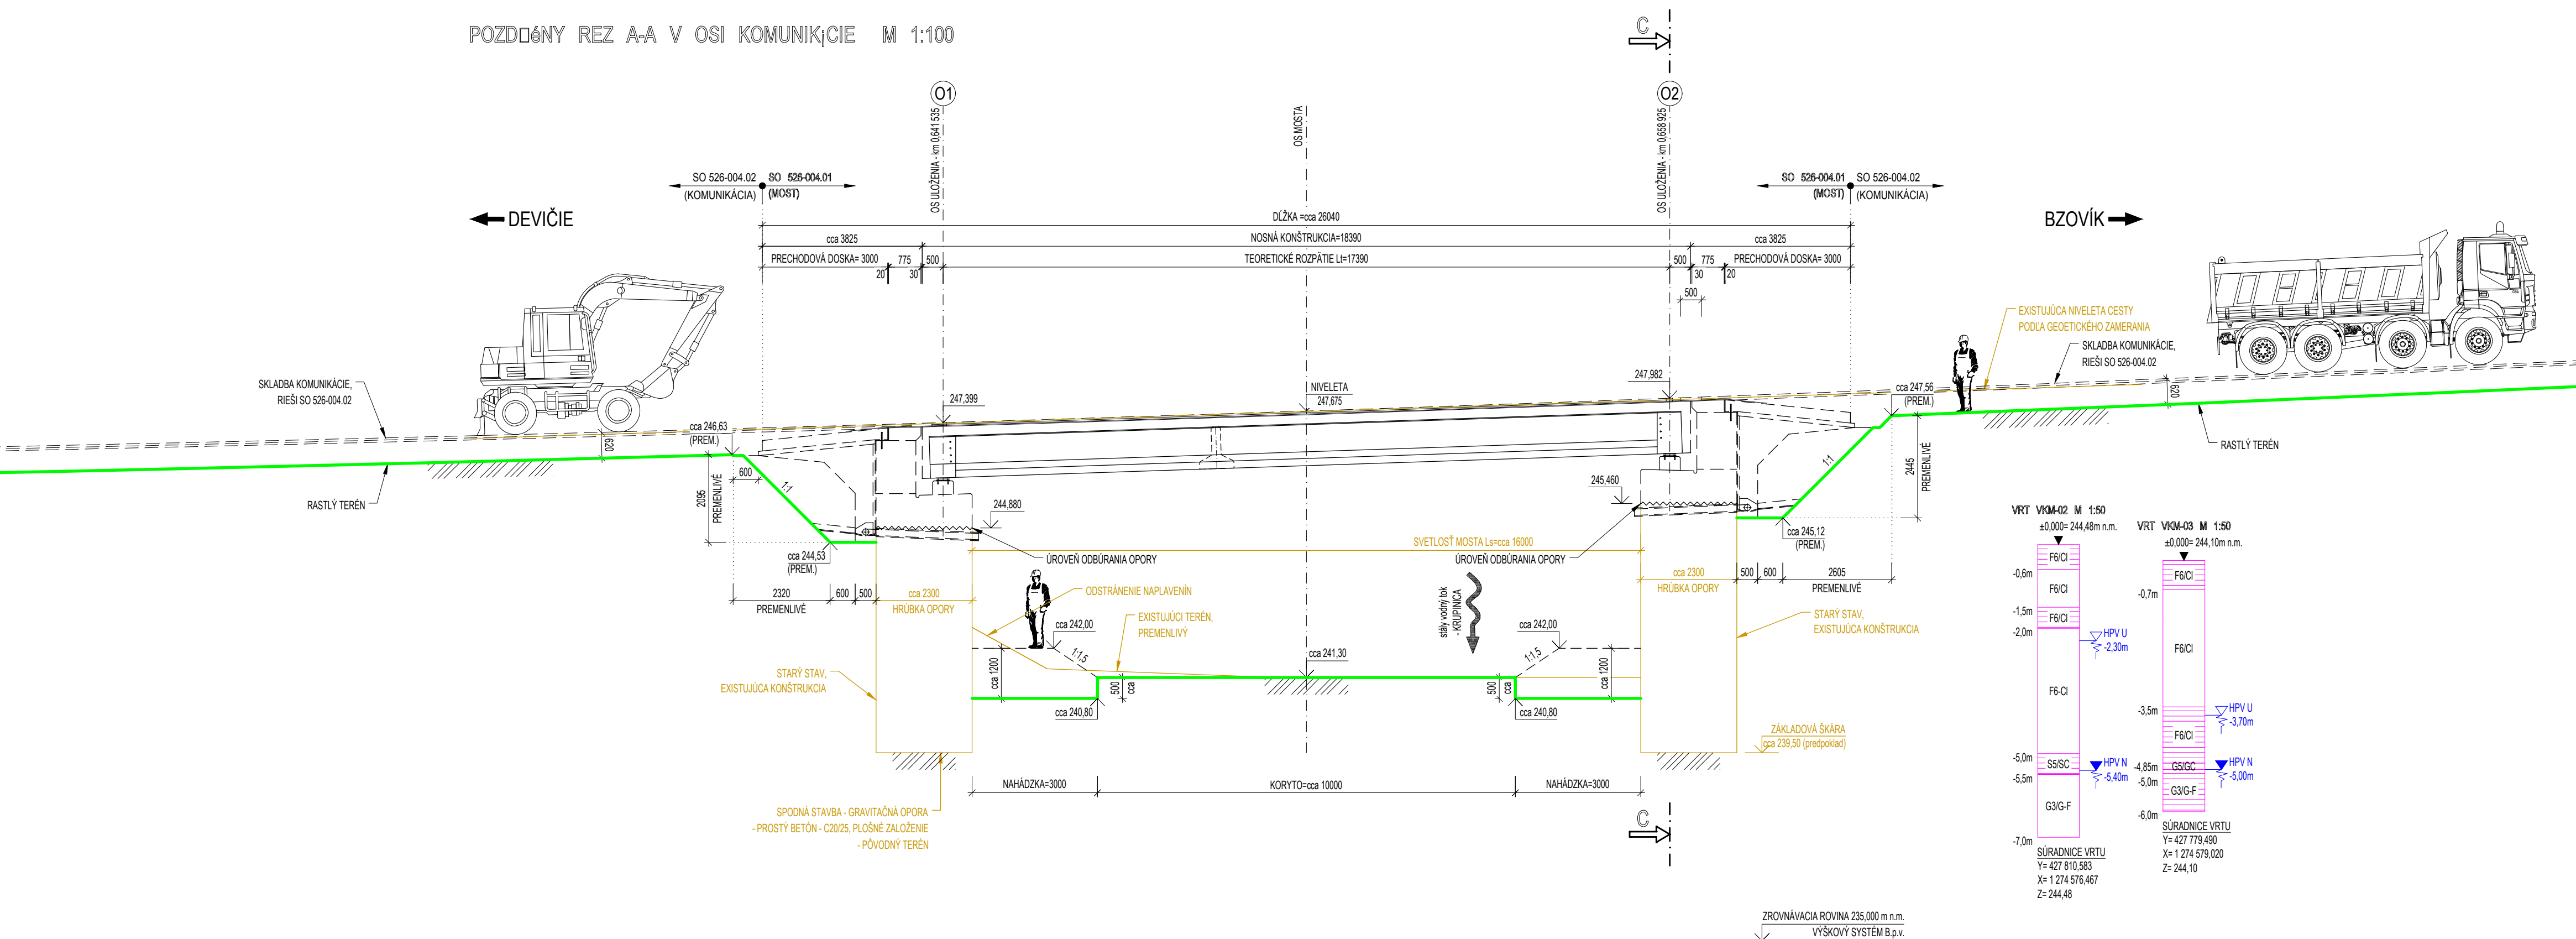 POZD□éNY REZ A-A V OSI KOMUNIK¡CIE M 1:100
C
O1
O2
OS ULOŽENIA - km 0,641 535
OS MOSTA
OS ULOŽENIA - km 0,658 925
SO 526-004.02
(KOMUNIKÁCIA)
SO 526-004.01
(MOST)
SO 526-004.01
(MOST)
SO 526-004.02
(KOMUNIKÁCIA)
DEVIČIE
BZOVÍK
DĹŽKA =cca 26040
cca 3825
NOSNÁ KONŠTRUKCIA=18390
cca 3825
PRECHODOVÁ DOSKA= 3000
20
775
30
500
TEORETICKÉ ROZPÄTIE Lt=17390
500
30
775
20
PRECHODOVÁ DOSKA= 3000
500
EXISTUJÚCA NIVELETA CESTY
PODĽA GEOETICKÉHO ZAMERANIA
SKLADBA KOMUNIKÁCIE,
RIEŠI SO 526-004.02
SKLADBA KOMUNIKÁCIE,
RIEŠI SO 526-004.02
247,399
NIVELETA
247,675
247,982
cca 247,56
(PREM.)
620
620
cca 246,63
(PREM.)
RASTLÝ TERÉN
RASTLÝ TERÉN
600
1:1
2095
PREMENLIVÉ
1:1
2445
PREMENLIVÉ
244,880
245,460
cca 244,53
(PREM.)
cca 245,12
(PREM.)
SVETLOSŤ MOSTA Ls=cca 16000
ÚROVEŇ ODBÚRANIA OPORY
ÚROVEŇ ODBÚRANIA OPORY
2320
PREMENLIVÉ
600
500
cca 2300
HRÚBKA OPORY
cca 2300
HRÚBKA OPORY
500
600
2605
PREMENLIVÉ
ODSTRÁNENIE NAPLAVENÍN
EXISTUJÚCI TERÉN,
PREMENLIVÝ
stály vodný tok
- KRUPINICA
STARÝ STAV,
EXISTUJÚCA KONŠTRUKCIA
STARÝ STAV,
EXISTUJÚCA KONŠTRUKCIA
cca 242,00
cca 242,00
1:1,5
1:1,5
cca 241,30
cca 1200
cca 1200
500
cca
500
cca
cca 240,80
cca 240,80
ZÁKLADOVÁ ŠKÁRA
cca 239,50 (predpoklad)
NAHÁDZKA=3000
KORYTO=cca 10000
NAHÁDZKA=3000
SPODNÁ STAVBA - GRAVITAČNÁ OPORA
- PROSTÝ BETÓN - C20/25, PLOŠNÉ ZALOŽENIE
- PÔVODNÝ TERÉN
C
VRT VKM-02 M 1:50
±0,000= 244,48m n.m.
F6/CI
-0,6m
F6/CI
-1,5m
F6/CI
-2,0m
HPV U
-2,30m
F6-CI
-5,0m
S5/SC
HPV N
-5,40m
-5,5m
G3/G-F
-7,0m
SÚRADNICE VRTU
Y= 427 810,583
X= 1 274 576,467
Z= 244,48
VRT VKM-03 M 1:50
±0,000= 244,10m n.m.
F6/CI
-0,7m
F6/CI
-3,5m
HPV U
-3,70m
F6/CI
-4,85m
G5/GC
HPV N
-5,00m
-5,0m
G3/G-F
-6,0m
SÚRADNICE VRTU
Y= 427 779,490
X= 1 274 579,020
Z= 244,10
ZROVNÁVACIA ROVINA 235,000 m n.m.
VÝŠKOVÝ SYSTÉM B.p.v.